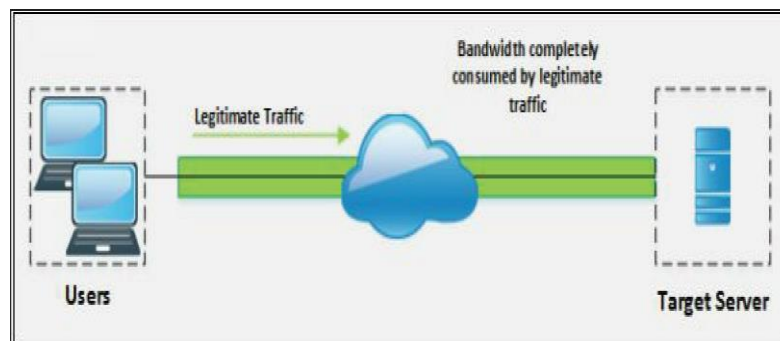 Bandwidth completely
consumed by legitimate
traffic
Legitimate Traffic
Users
Target Server